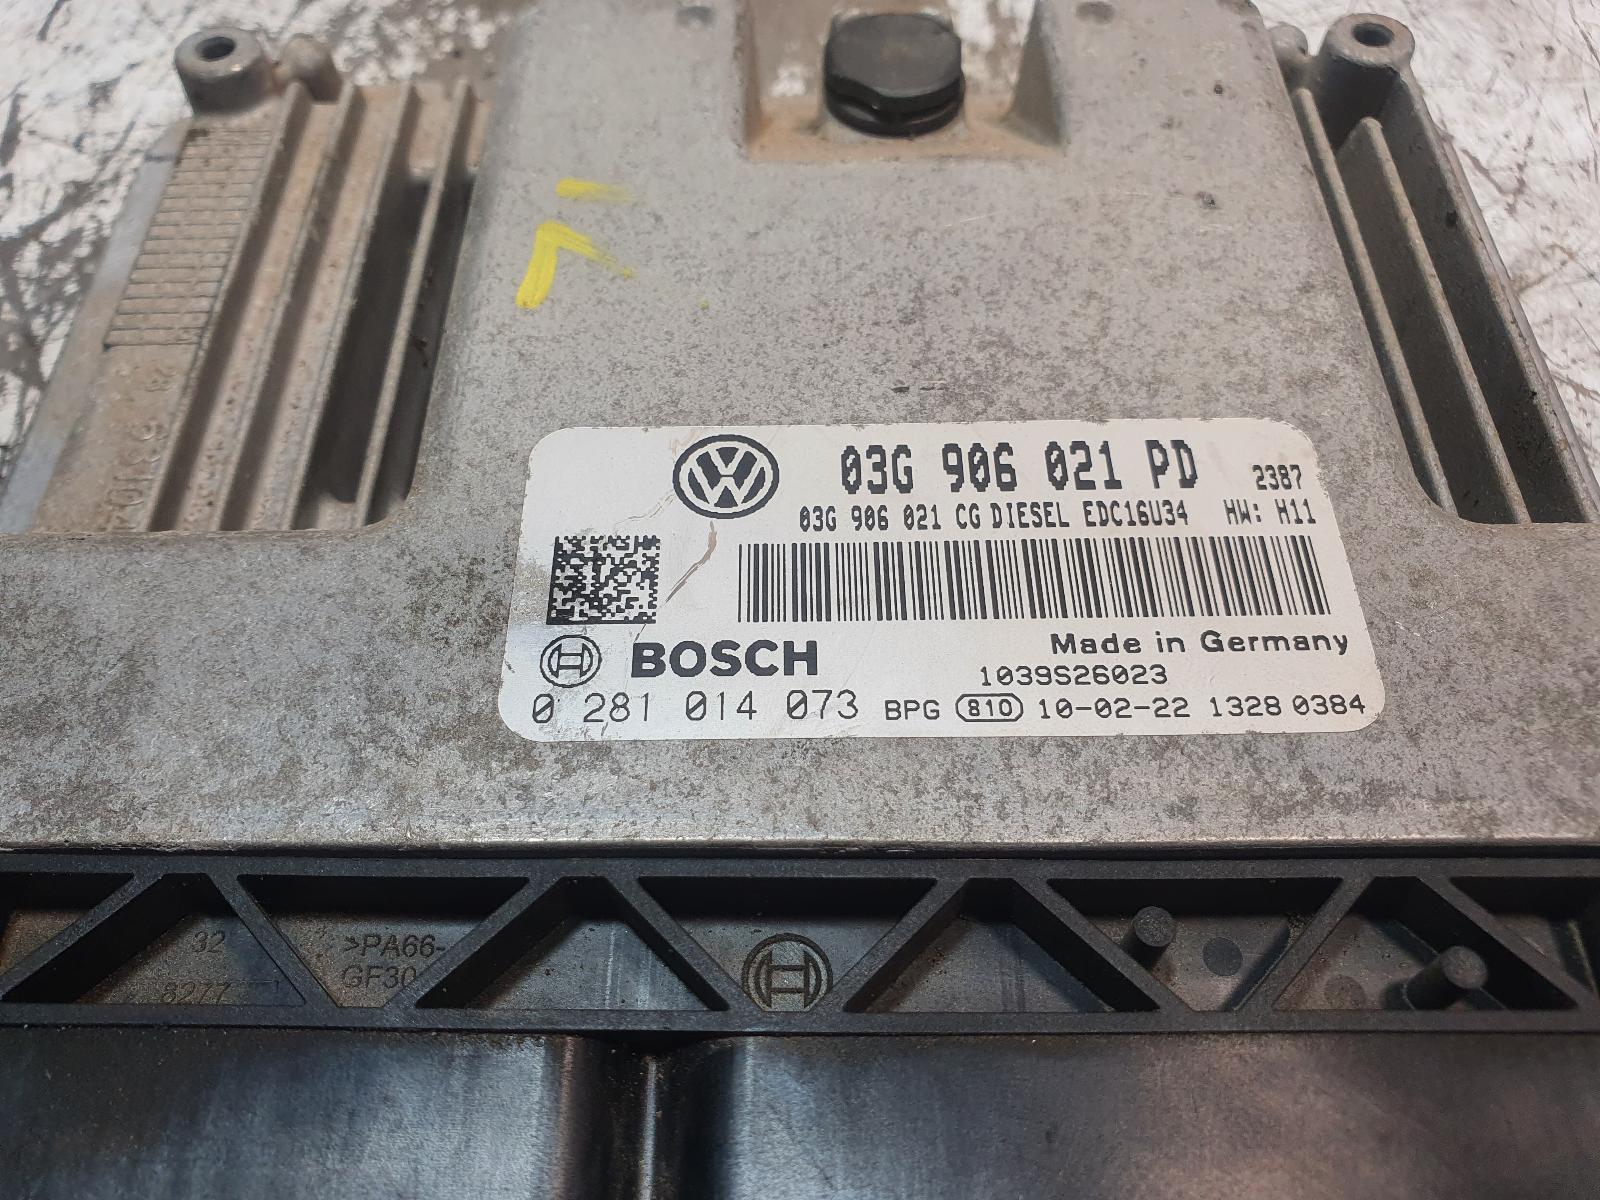 03G 906 021 PD 2387
03G 906 021 CG DIESEL EDC16U34 HW: H11
BOSCH
Made in Germany
1039S26023
0 281 014 073 BPG 810 10-02-22 1328 0384
32
8277
>PA66-
GF30